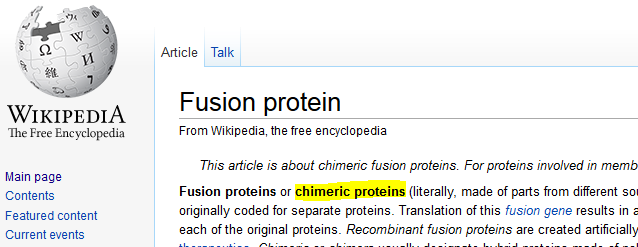 Ω W
維 И
WIKIPEDIA
The Free Encyclopedia
Main page
Contents
Featured content
Current events
Article Talk
Fusion protein
From Wikipedia, the free encyclopedia
This article is about chimeric fusion proteins. For proteins involved in memb
Fusion proteins or chimeric proteins (literally, made of parts from different sou
originally coded for separate proteins. Translation of this fusion gene results in a
each of the original proteins. Recombinant fusion proteins are created artificially